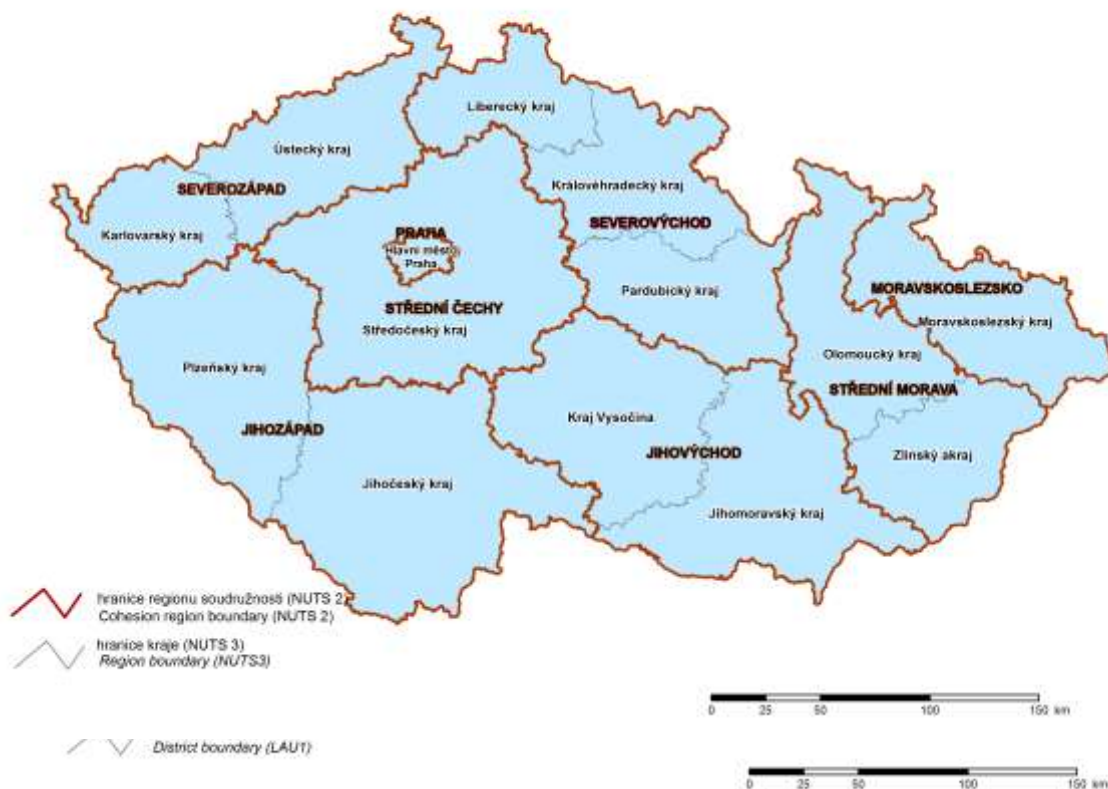 Liberecký kraj
Ústecký kraj
SEVEROZÁPAD
Královéhradecký kraj
Karlovarský kraj
SEVEROVÝCHOD
PRAHA
Hlavní město
Praha
Pardubický kraj
MORAVSKOSLEZSKO
STŘEDNÍ ČECHY
Středočeský kraj
Moravskoslezský kraj
Plzeňský kraj
Olomoucký kraj
STŘEDNÍ MORAVA
Kraj Vysočina
JIHOZÁPAD
JIHOVÝCHOD
Zlínský akraj
Jihočeský kraj
Jihomoravský kraj
hranice regionu soudružnosti (NUTS 2
Cohesion region boundary (NUTS 2)
hranice kraje (NUTS 3)
Region boundary (NUTS3)
0 25 50 100 150 km
District boundary (LAU1)
0 25 50 100 150 km